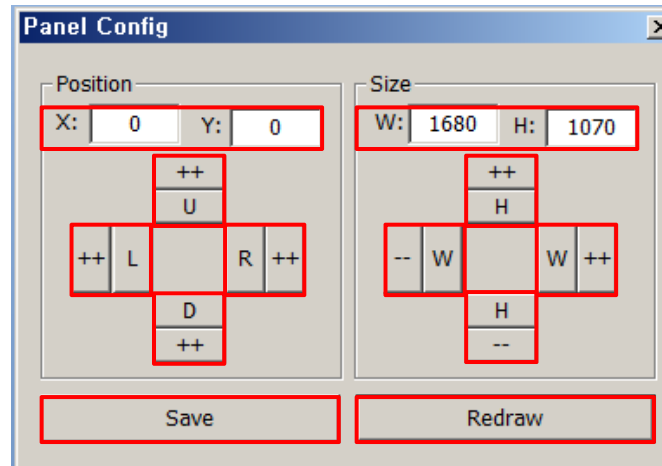 Panel Config
Position Size
X: 0 Y: 0 W: 1680 H: 1070
++ ++
U H
++ L R ++ -- W W ++
D H
++ --
Save Redraw